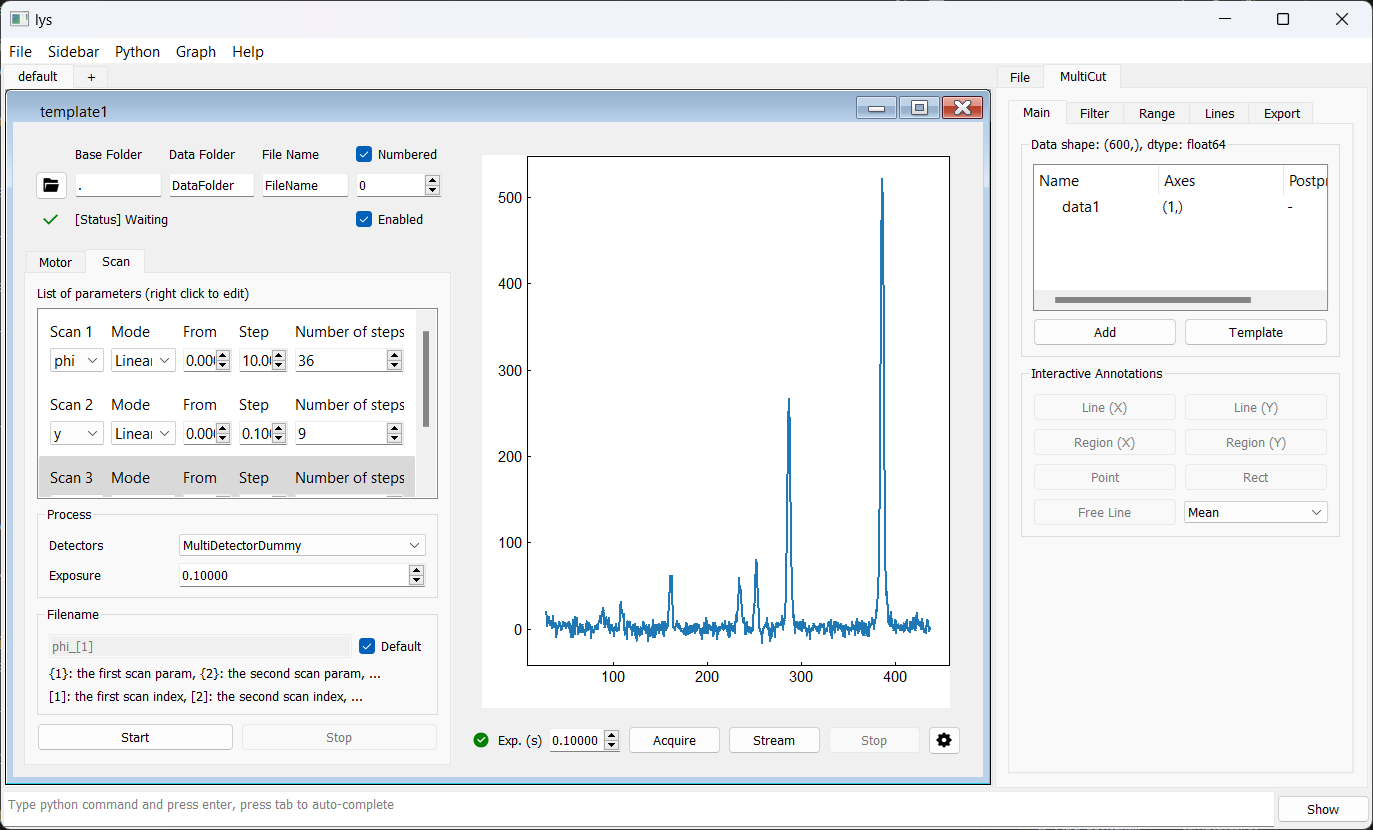 lys
File Sidebar Python Graph Help
default +
File MultiCut
template1
Base Folder Data Folder File Name Numbered
. DataFolder FileName 0
[Status] Waiting Enabled
Motor Scan
List of parameters (right click to edit)
Scan 1 Mode From Step Number of steps
phi Linear 0.00 10.0 36
Scan 2 Mode From Step Number of steps
y Linear 0.00 0.10 9
Scan 3 Mode From Step Number of steps
Process
Detectors MultiDetectorDummy
Exposure 0.10000
Filename
phi_[1] Default
{1}: the first scan param, {2}: the second scan param, ...
[1]: the first scan index, [2]: the second scan index, ...
Start Stop
500
400
300
200
100
0
100 200 300 400
Exp. (s) 0.10000 Acquire Stream Stop
Main Filter Range Lines Export
Data shape: (600,), dtype: float64
Name Axes Postpr
data1 (1,) -
Add Template
Interactive Annotations
Line (X) Line (Y)
Region (X) Region (Y)
Point Rect
Free Line Mean
Type python command and press enter, press tab to auto-complete
Show